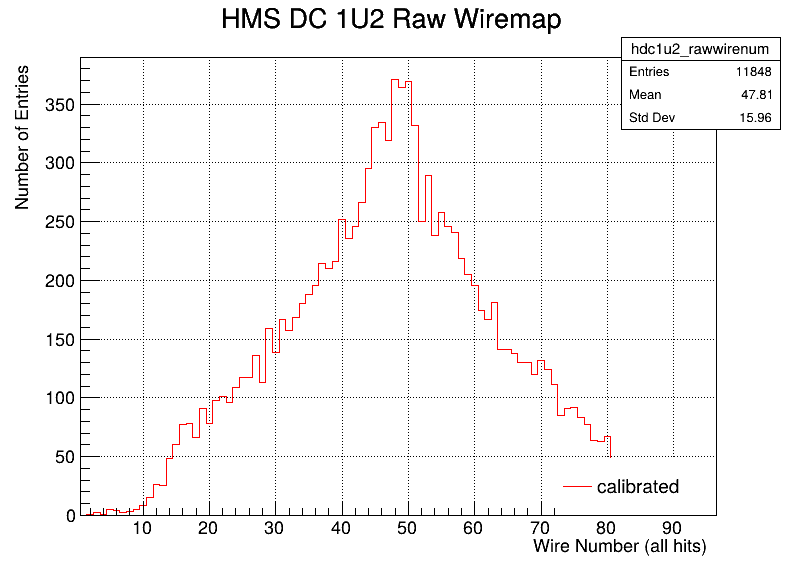 HMS DC 1U2 Raw Wiremap
hdc1u2_rawwirenum
Entries 11848
Mean 47.81
Std Dev 15.96
Number of Entries
350
300
250
200
150
100
50
0
10 20 30 40 50 60 70 80 90
Wire Number (all hits)
calibrated